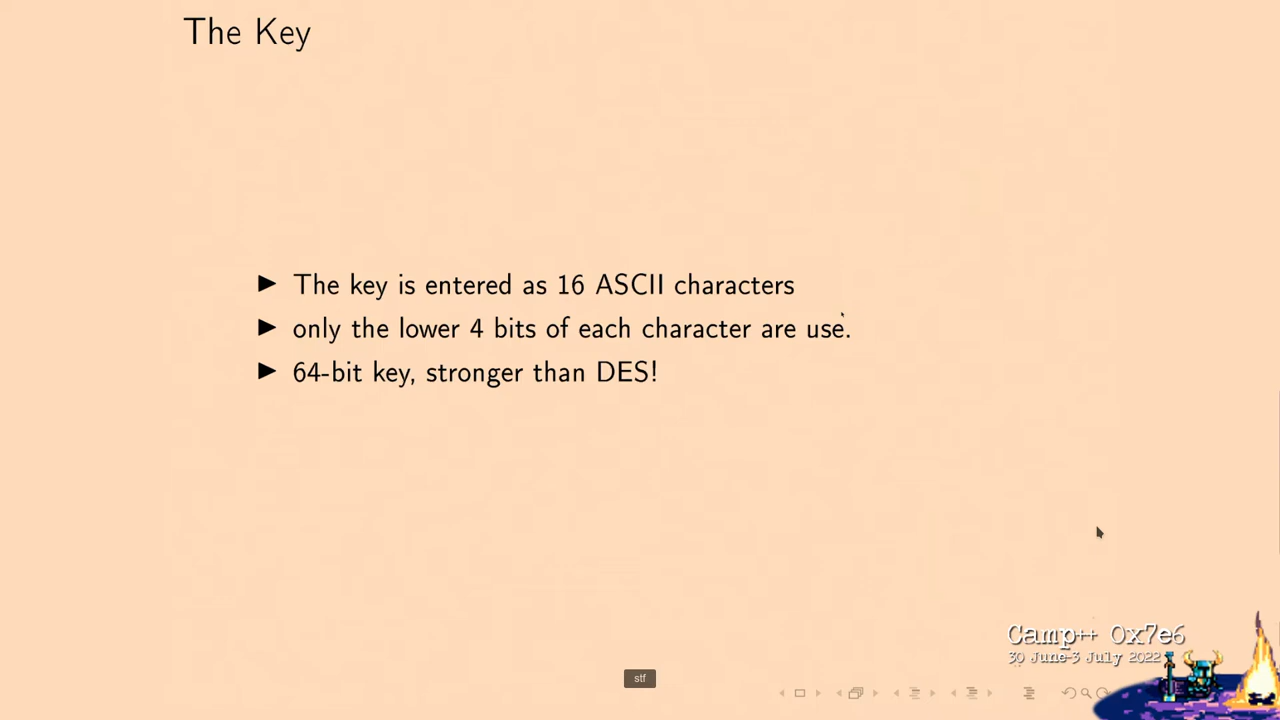 The Key
The key is entered as 16 ASCII characters
only the lower 4 bits of each character are use.
64-bit key, stronger than DES!
Camp++ 0x7e6
30 June-3 July 2022
stf